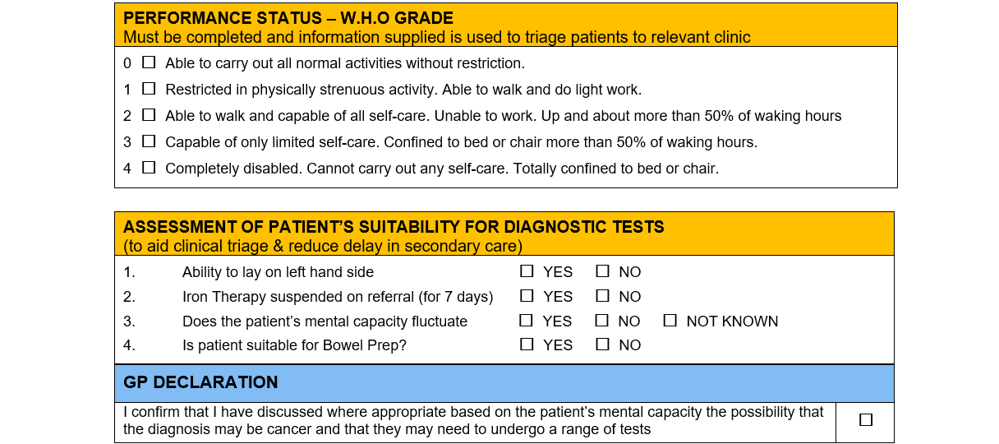 PERFORMANCE STATUS – W.H.O GRADE
Must be completed and information supplied is used to triage patients to relevant clinic
0 ☐ Able to carry out all normal activities without restriction.
1 ☐ Restricted in physically strenuous activity. Able to walk and do light work.
2 ☐ Able to walk and capable of all self-care. Unable to work. Up and about more than 50% of waking hours
3 ☐ Capable of only limited self-care. Confined to bed or chair more than 50% of waking hours.
4 ☐ Completely disabled. Cannot carry out any self-care. Totally confined to bed or chair.
ASSESSMENT OF PATIENT’S SUITABILITY FOR DIAGNOSTIC TESTS
(to aid clinical triage & reduce delay in secondary care)
1. Ability to lay on left hand side ☐ YES ☐ NO
2. Iron Therapy suspended on referral (for 7 days) ☐ YES ☐ NO
3. Does the patient’s mental capacity fluctuate ☐ YES ☐ NO ☐ NOT KNOWN
4. Is patient suitable for Bowel Prep? ☐ YES ☐ NO
GP DECLARATION
I confirm that I have discussed where appropriate based on the patient’s mental capacity the possibility that
the diagnosis may be cancer and that they may need to undergo a range of tests ☐